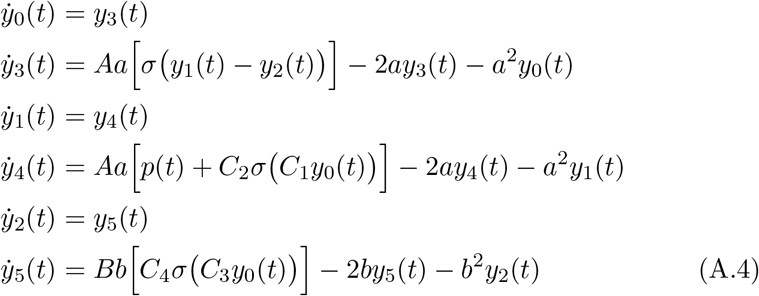 ẏ₀(t) = y₃(t)
ẏ₃(t) = Aa[σ(y₁(t) − y₂(t))] − 2ay₃(t) − a²y₀(t)
ẏ₁(t) = y₄(t)
ẏ₄(t) = Aa[p(t) + C₂σ(C₁y₀(t))] − 2ay₄(t) − a²y₁(t)
ẏ₂(t) = y₅(t)
ẏ₅(t) = Bb[C₄σ(C₃y₀(t))] − 2by₅(t) − b²y₂(t) (A.4)